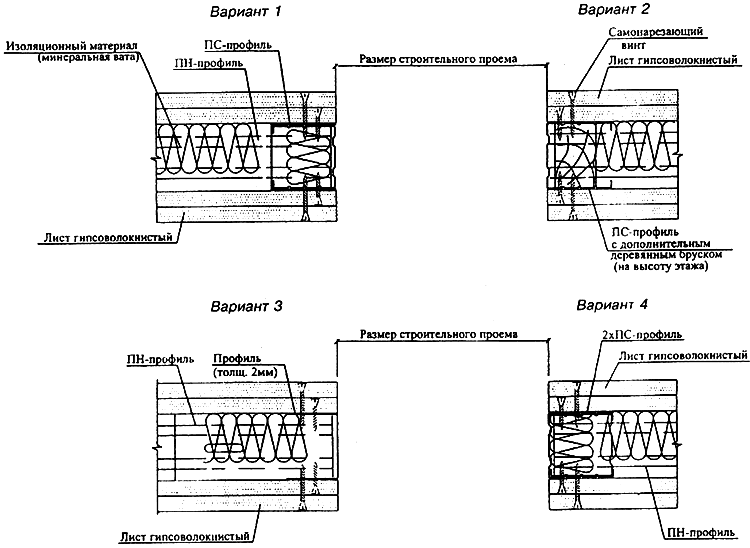 Вариант 1
Вариант 2
Изоляционный материал
(минеральная вата)
ПС-профиль
ПН-профиль
Размер строительного проема
Самонарезающий
винт
Лист гипсоволокнистый
Лист гипсоволокнистый
ПС-профиль
с дополнительным
деревянным бруском
(на высоту этажа)
Вариант 3
Вариант 4
ПН-профиль
Профиль
(толщ. 2мм)
Размер строительного проема
2хПС-профиль
Лист гипсоволокнистый
Лист гипсоволокнистый
ПН-профиль